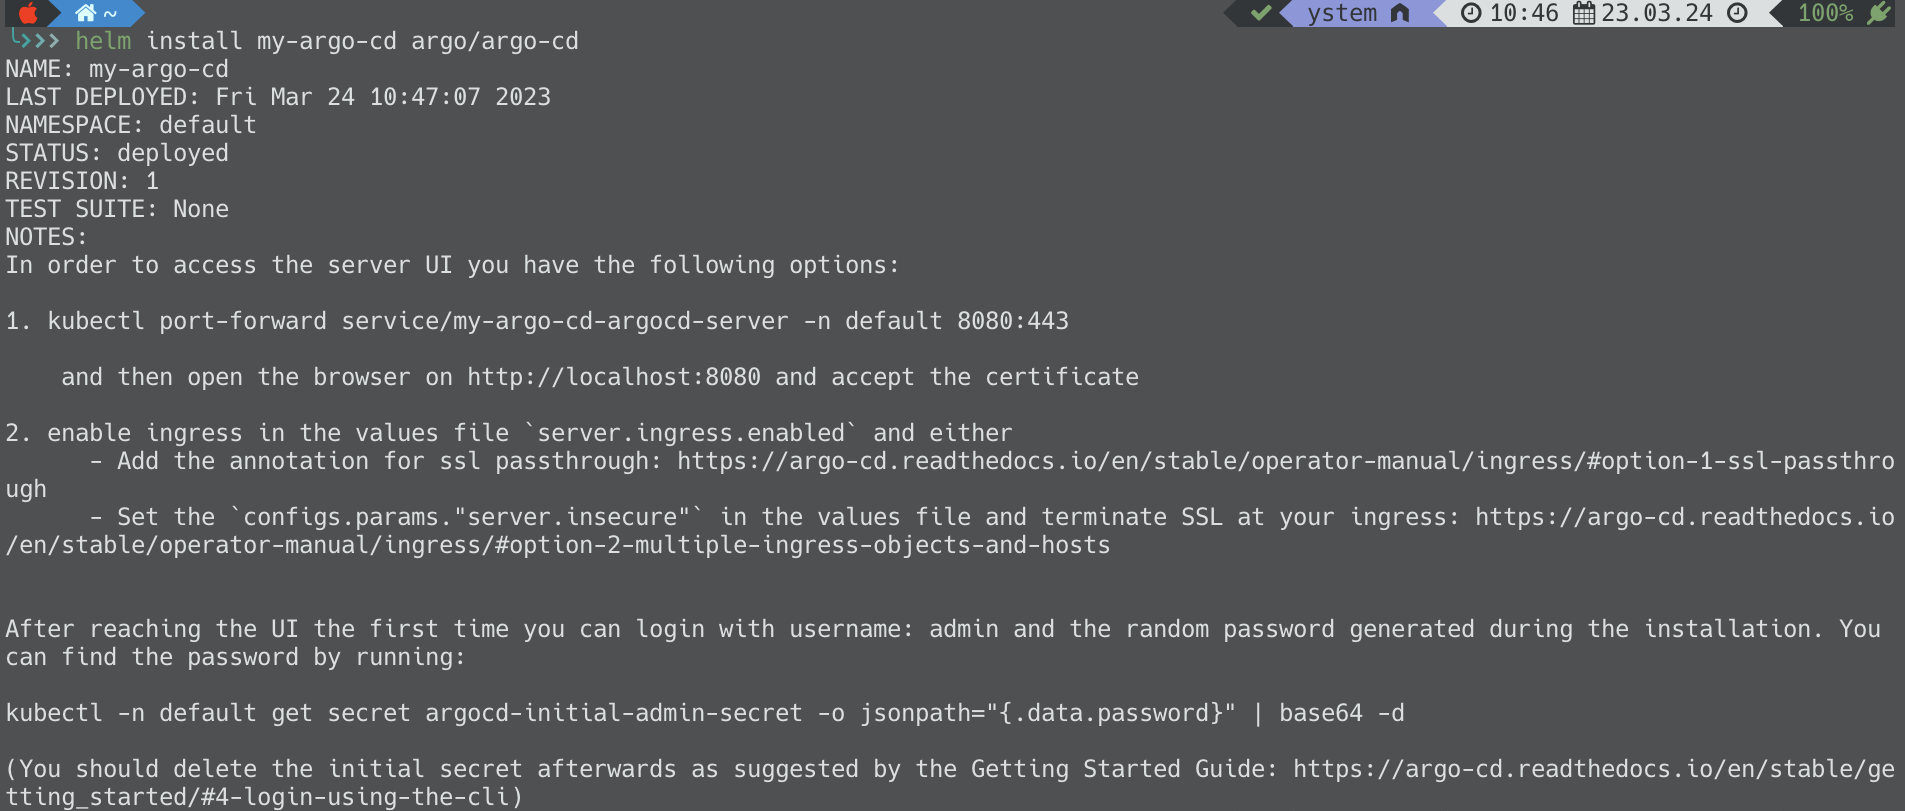 ~ ystem 10:46 23.03.24 100%
>>> helm install my-argo-cd argo/argo-cd
NAME: my-argo-cd
LAST DEPLOYED: Fri Mar 24 10:47:07 2023
NAMESPACE: default
STATUS: deployed
REVISION: 1
TEST SUITE: None
NOTES:
In order to access the server UI you have the following options:
1. kubectl port-forward service/my-argo-cd-argocd-server -n default 8080:443
and then open the browser on http://localhost:8080 and accept the certificate
2. enable ingress in the values file `server.ingress.enabled` and either
- Add the annotation for ssl passthrough: https://argo-cd.readthedocs.io/en/stable/operator-manual/ingress/#option-1-ssl-passthro
ugh
- Set the `configs.params."server.insecure"` in the values file and terminate SSL at your ingress: https://argo-cd.readthedocs.io
/en/stable/operator-manual/ingress/#option-2-multiple-ingress-objects-and-hosts
After reaching the UI the first time you can login with username: admin and the random password generated during the installation. You
can find the password by running:
kubectl -n default get secret argocd-initial-admin-secret -o jsonpath="{.data.password}" | base64 -d
(You should delete the initial secret afterwards as suggested by the Getting Started Guide: https://argo-cd.readthedocs.io/en/stable/ge
tting_started/#4-login-using-the-cli)